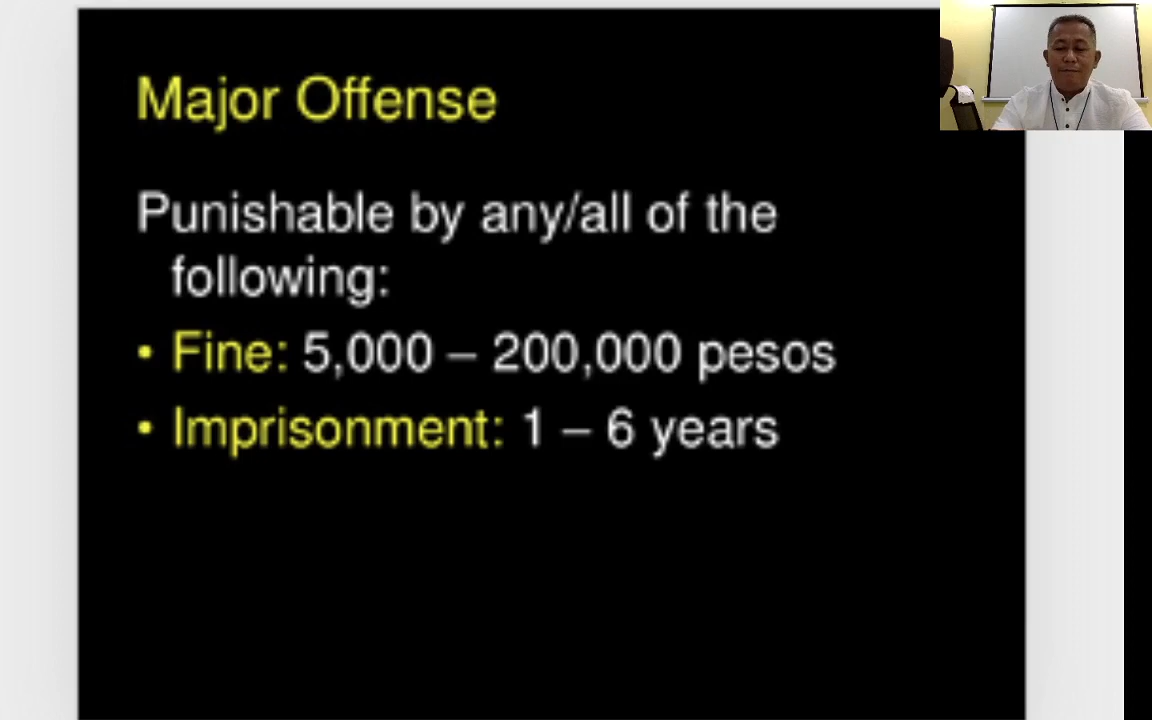 Major Offense
Punishable by any/all of the
following:
• Fine: 5,000 – 200,000 pesos
• Imprisonment: 1 – 6 years